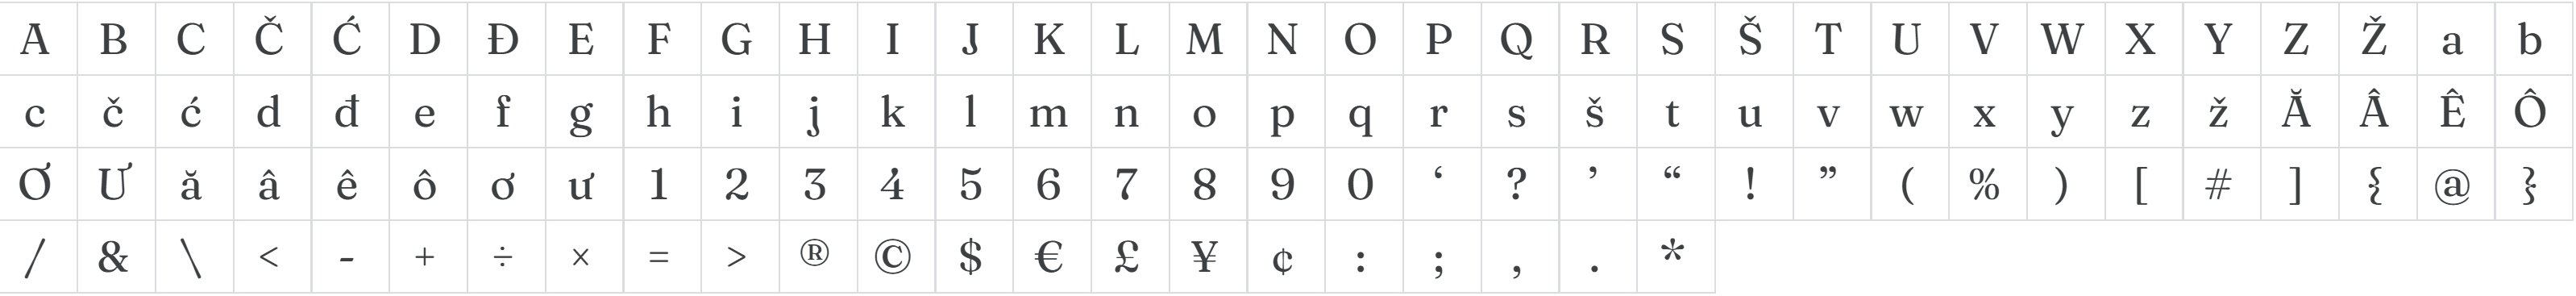 A B C Č Ć D Đ E F G H I J K L M N O P Q R S Š T U V W X Y Z Ž a b
c č ć d đ e f g h i j k l m n o p q r s š t u v w x y z ž Ă Â Ê Ô
Ơ Ư ă â ê ô ơ ư 1 2 3 4 5 6 7 8 9 0 ‘ ? ’ “ ! ” ( % ) [ # ] { @ }
/ & \ < - + ÷ × = > ® © $ € £ ¥ ¢ : ; , . *